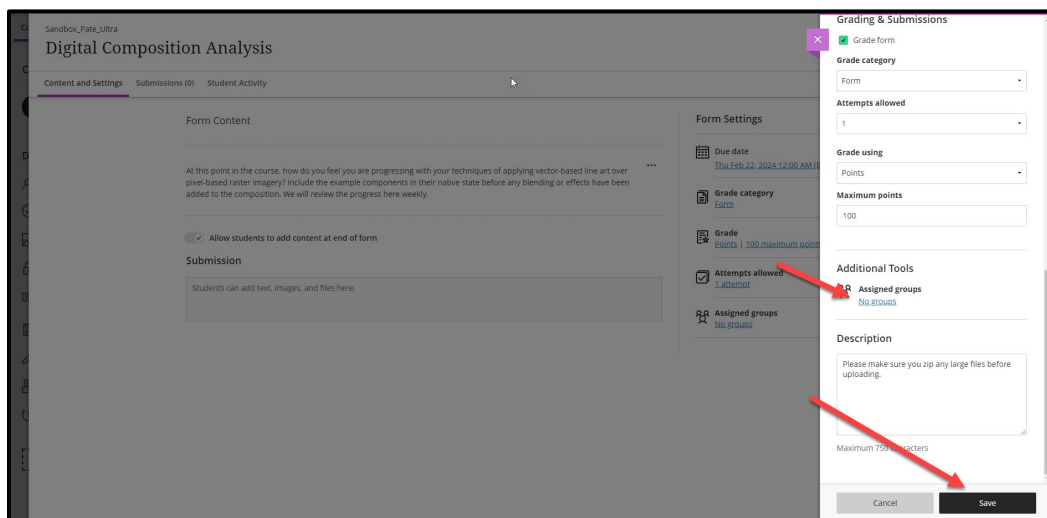 Sandbox_Pate_Ultra
Digital Composition Analysis
Content and Settings Submissions (0) Student Activity
Form Content
At this point in the course, how do you feel you are progressing with your techniques of applying vector-based line art over
pixel-based raster imagery? Include the example components in their native state before any blending or effects have been
added to the composition. We will review the progress here weekly.
Allow students to add content at end of form
Submission
Students can add text, images, and files here.
Form Settings
Due date
Thu Feb 22, 2024 12:00 AM
Grade category
Form
Grade
Points | 100 maximum point
Attempts allowed
1 attempt
Assigned groups
No groups
Grading & Submissions
Grade form
Grade category
Form
Attempts allowed
1
Grade using
Points
Maximum points
100
Additional Tools
Assigned groups
No groups
Description
Please make sure you zip any large files before
uploading.
Maximum 750 characters
Cancel Save